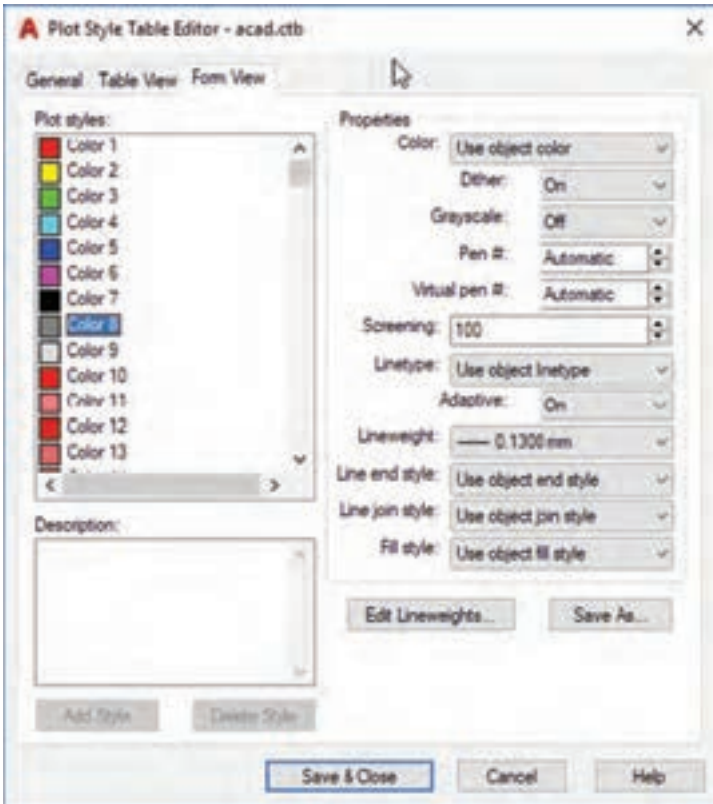 Plot Style Table Editor - acad.ctb
General Table View Form View
Plot styles:
Color 1
Color 2
Color 3
Color 4
Color 5
Color 6
Color 7
Color 8
Color 9
Color 10
Color 11
Color 12
Color 13
Description:
Add Style Delete Style
Properties
Color: Use object color
Dither: On
Grayscale: Off
Pen #: Automatic
Virtual pen #: Automatic
Screening: 100
Linetype: Use object linetype
Adaptive: On
Lineweight: 0.1300 mm
Line end style: Use object end style
Line join style: Use object join style
Fill style: Use object fill style
Edit Lineweights... Save As...
Save & Close Cancel Help